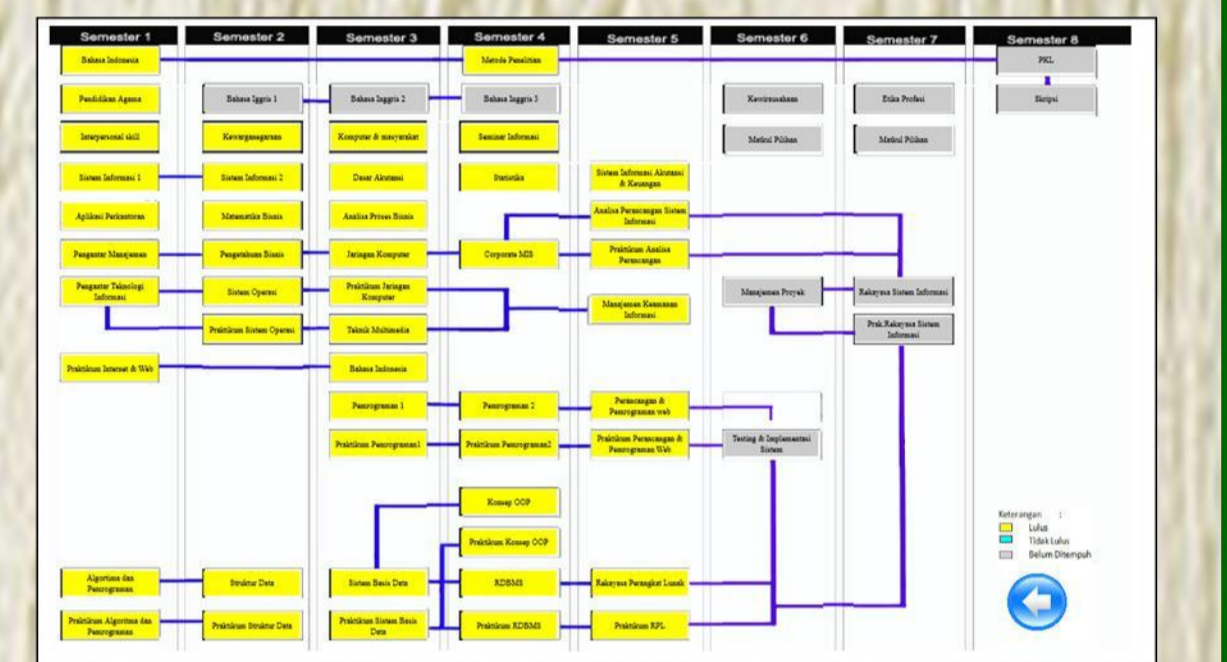 Semester 1
Semester 2
Semester 3
Semester 4
Semester 5
Semester 6
Semester 7
Semester 8
Bahasa Indonesia
Metode Penelitian
PKL
Pendidikan Agama
Bahasa Iggris 1
Bahasa Inggris 2
Bahasa Inggris 3
Kewirausahaan
Etika Profesi
Skripsi
Interpersonal skill
Kewarganegaraan
Komputer & masyarakat
Seminar Informasi
Matkul Pilihan
Matkul Pilihan
Sistem Informasi 1
Sistem Informasi 2
Dasar Akutansi
Statistika
Sistem Informasi Akutansi
& Keuangan
Aplikasi Perkantoran
Matematika Bisnis
Analisa Proses Bisnis
Analisa Perancangan Sistem
Informasi
Pengantar Manajemen
Pengetahuan Bisnis
Jaringan Komputer
Corporate MIS
Praktikum Analisa
Perancangan
Pengantar Teknologi
Informasi
Sistem Operasi
Praktikum Jaringan
Komputer
Manajemen Keamanan
Informasi
Manajemen Proyek
Rekayasa Sistem Informasi
Praktikum Sistem Operasi
Teknik Multimedia
Prak.Rekayasa Sistem
Informasi
Praktikum Internet & Web
Bahasa Indonesia
Pemrograman 1
Pemrograman 2
Perancangan &
Pemrograman web
Praktikum Pemrograman1
Praktikum Pemrograman2
Praktikum Perancangan &
Pemrograman Web
Testing & Implementasi
Sistem
Konsep OOP
Praktikum Konsep OOP
Algortima dan
Pemrograman
Struktur Data
Sistem Basis Data
RDBMS
Rekayasa Perangkat Lunak
Praktikum Algoritma dan
Pemrograman
Praktikum Struktur Data
Praktikum Sistem Basis
Data
Praktikum RDBMS
Praktikum RPL
Keterangan :
Lulus
Tidak Lulus
Belum Ditempuh